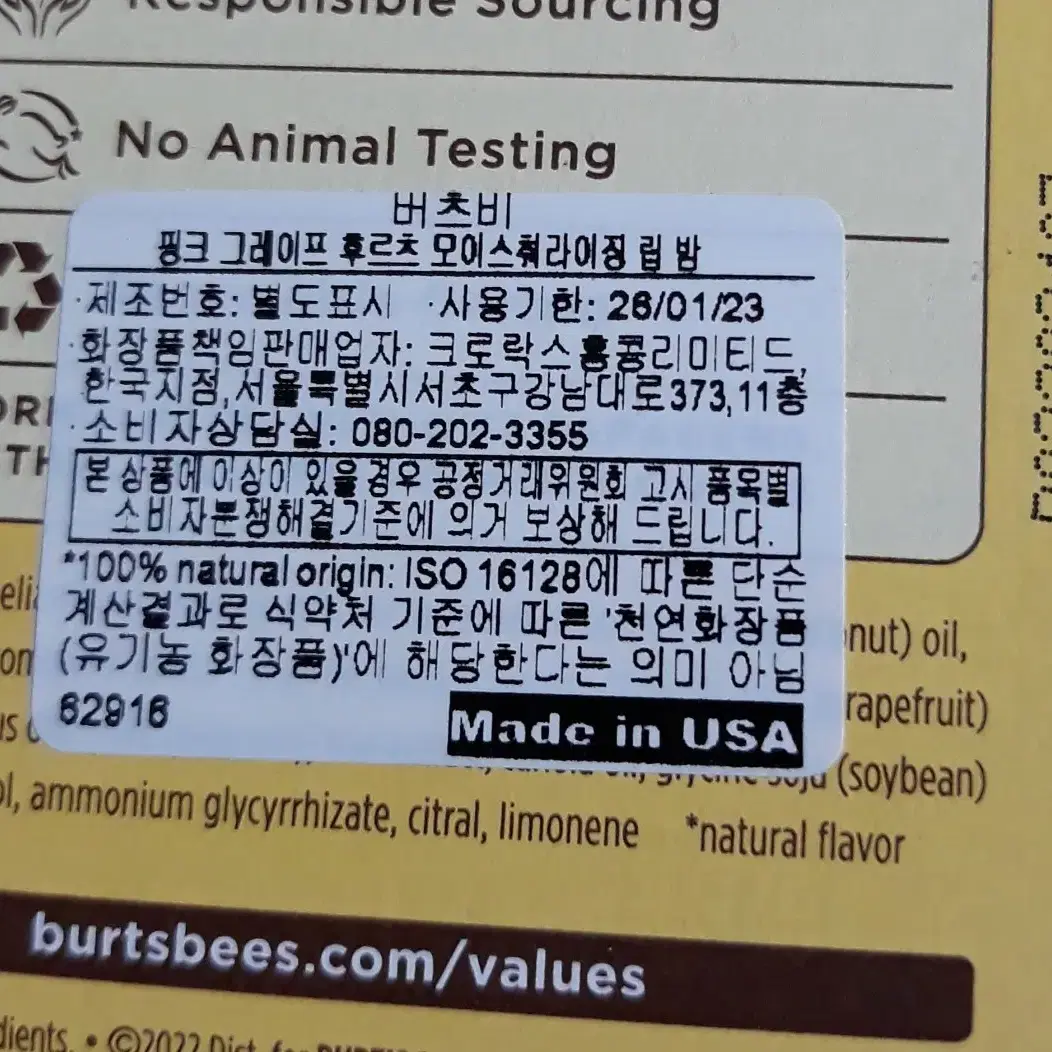 Responsible Sourcing
No Animal Testing
버츠비
핑크 그레이프 후르츠 모이스춰라이징 립 밤
·제조번호: 별도표시 ·사용기한: 26/01/23
·화장품책임판매업자: 크로락스홍콩리미티드,
한국지점,서울특별시서초구강남대로373,11층
·소비자상담실: 080-202-3355
본 상품에 이상이 있을 경우 공정거래위원회 고시 품목별
소비자분쟁해결기준에 의거 보상해 드립니다.
*100% natural origin: ISO 16128에 따른 단순
계산결과로 식약처 기준에 따른 '천연화장품
(유기농 화장품)'에 해당한다는 의미 아님
62916
Made in USA
oil,
(soybean)
ammonium glycyrrhizate, citral, limonene *natural flavor
burtsbees.com/values
©2022 Dist. for